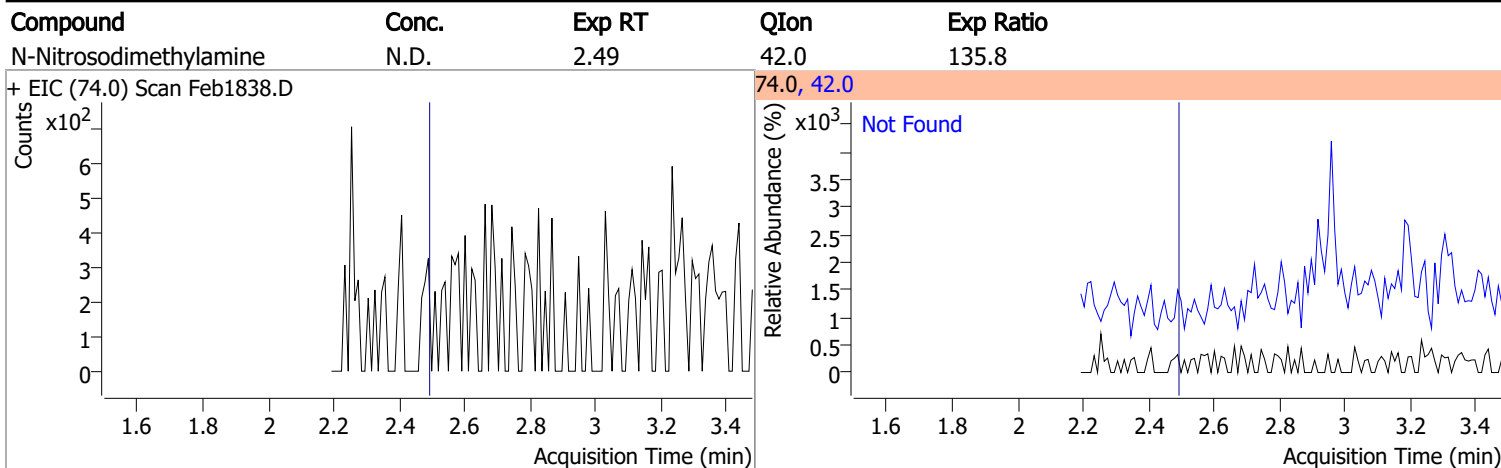 Compound Conc. Exp RT QIon Exp Ratio
N-Nitrosodimethylamine N.D. 2.49 42.0 135.8
+ EIC (74.0) Scan Feb1838.D
Counts
x10²
6
5
4
3
2
1
0
1.6 1.8 2 2.2 2.4 2.6 2.8 3 3.2 3.4
Acquisition Time (min)
74.0, 42.0
Relative Abundance (%)
x10³
Not Found
3.5
3
2.5
2
1.5
1
0.5
0
1.6 1.8 2 2.2 2.4 2.6 2.8 3 3.2 3.4
Acquisition Time (min)